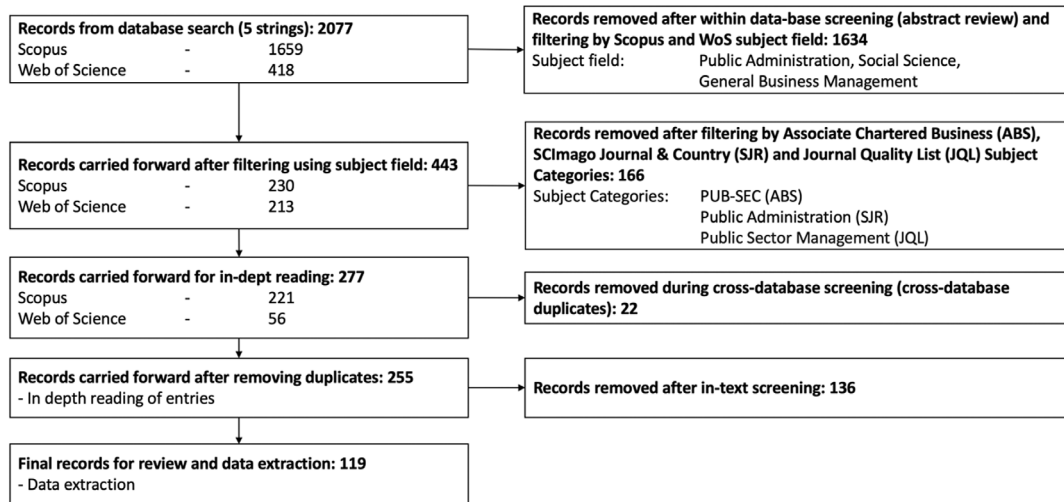 Records from database search (5 strings): 2077
Scopus - 1659
Web of Science - 418
Records removed after within data-base screening (abstract review) and
filtering by Scopus and WoS subject field: 1634
Subject field: Public Administration, Social Science,
General Business Management
Records carried forward after filtering using subject field: 443
Scopus - 230
Web of Science - 213
Records removed after filtering by Associate Chartered Business (ABS),
SCImago Journal & Country (SJR) and Journal Quality List (JQL) Subject
Categories: 166
Subject Categories: PUB-SEC (ABS)
Public Administration (SJR)
Public Sector Management (JQL)
Records carried forward for in-dept reading: 277
Scopus - 221
Web of Science - 56
Records removed during cross-database screening (cross-database
duplicates): 22
Records carried forward after removing duplicates: 255
- In depth reading of entries
Records removed after in-text screening: 136
Final records for review and data extraction: 119
- Data extraction